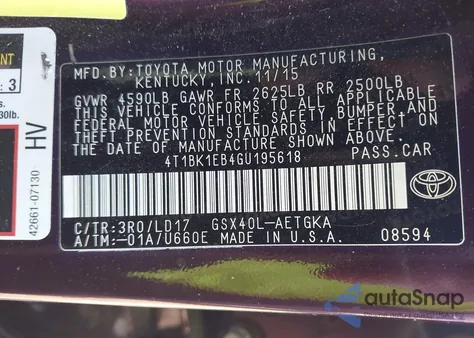 MFD. BY: TOYOTA MOTOR MANUFACTURING,
KENTUCKY, INC. 11/15
GVWR 4590LB GAWR FR 2625LB RR 2500LB
THIS VEHICLE CONFORMS TO ALL APPLICABLE
FEDERAL MOTOR VEHICLE SAFETY, BUMPER, AND
THEFT PREVENTION STANDARDS IN EFFECT ON
THE DATE OF MANUFACTURE SHOWN ABOVE.
4T1BK1EB4GU195618 PASS.CAR
C/TR:3R0/LD17 GSX40L-AETGKA
A/TM:-01A/U660E MADE IN U.S.A. 08594
TOYOTA
3
30lb.
HV
42661-07130
autoSnap